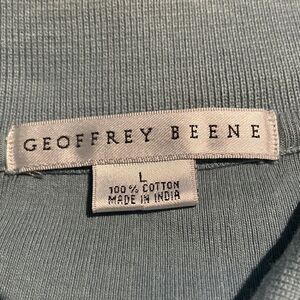 GEOFFREY BEENE
L
100% COTTON
MADE IN INDIA